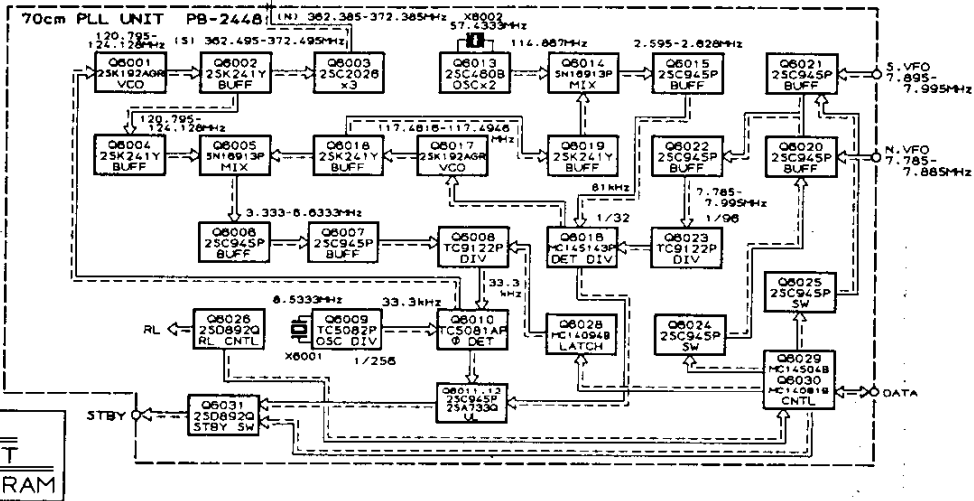 70cm PLL UNIT PB-2448
(N) 362.385-372.385MHz
(S) 362.495-372.495MHz
120.795-
124.128MHz
X6002
57.4333MHz
114.867MHz
2.595-2.628MHz
Q6001
2SK192AGR
VCO
Q6002
2SK241Y
BUFF
Q6003
2SC2026
x3
Q6013
2SC460B
OSCx2
Q6014
SN16913P
MIX
Q6015
2SC945P
BUFF
Q6021
2SC945P
BUFF
S.VFO
7.895-
7.995MHz
120.795-
124.128MHz
117.4616-117.4946
MHz
Q6004
2SK241Y
BUFF
Q6005
SN16913P
MIX
Q6018
2SK241Y
BUFF
Q6017
2SK192AGR
VCO
Q6019
2SK241Y
BUFF
Q6022
2SC945P
BUFF
Q6020
2SC945P
BUFF
N.VFO
7.785-
7.885MHz
81kHz
7.785-
7.995MHz
3.333-6.6333MHz
1/32
1/96
Q6006
2SC945P
BUFF
Q6007
2SC945P
BUFF
Q6008
TC9122P
DIV
Q6016
MC145143P
DET DIV
Q6023
TC9122P
DIV
8.5333MHz
33.3kHz
33.3
kHz
Q6025
2SC945P
SW
RL
Q6026
2SD892Q
RL CNTL
X6001
Q6009
TC5082P
OSC DIV
1/256
Q6010
TC5081AP
Φ DET
Q6028
MC14094B
LATCH
Q6024
2SC945P
SW
Q6029
MC14504B
Q6030
MC14081B
CNTL
DATA
STBY
Q6031
2SD892Q
STBY SW
Q6011.12
2SC945P
2SA733Q
UL
T
RAM